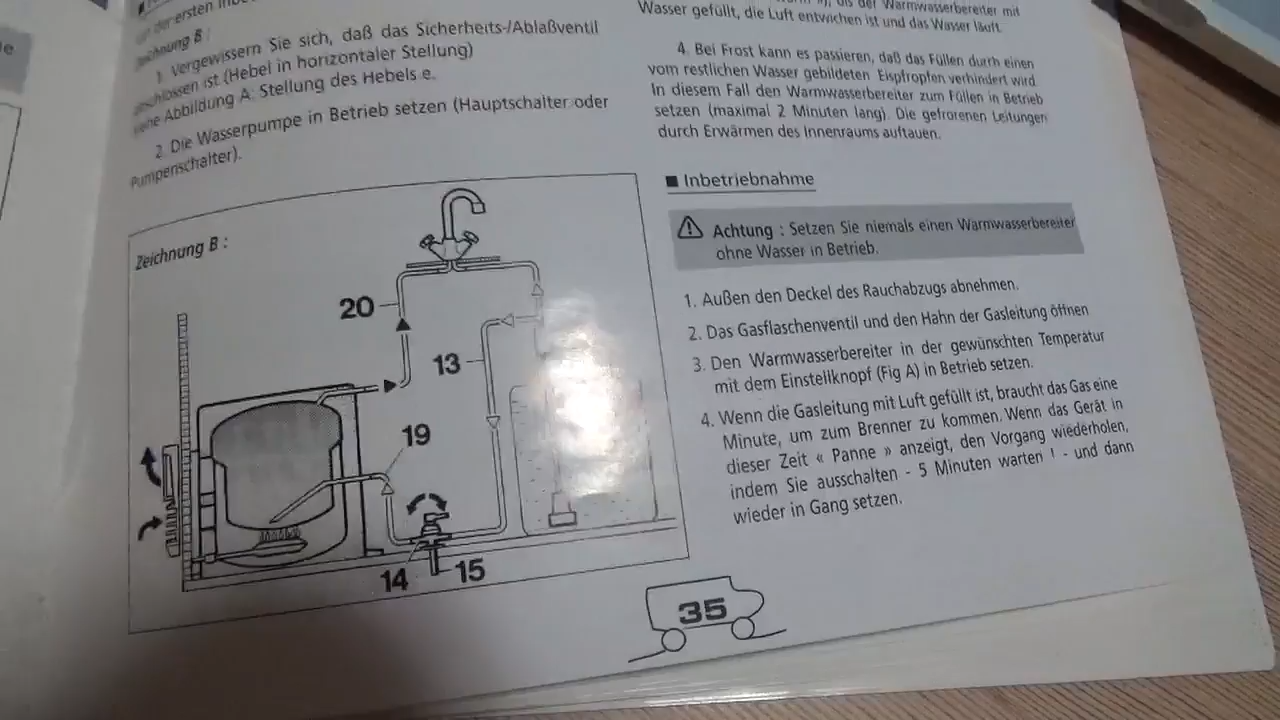 der ersten
Zeichnung B :
1. Vergewissern Sie sich, daß das Sicherheits-/Ablaßventil
geschlossen ist (Hebel in horizontaler Stellung)
siehe Abbildung A: Stellung des Hebels e.
2. Die Wasserpumpe in Betrieb setzen (Hauptschalter oder
Pumpenschalter).
Zeichnung B :
20
13
19
14
15
der Warmwasserbereiter mit
Wasser gefüllt, die Luft entwichen ist und das Wasser läuft.
4. Bei Frost kann es passieren, daß das Füllen durch einen
vom restlichen Wasser gebildeten Eispfropfen verhindert wird.
In diesem Fall den Warmwasserbereiter zum Füllen in Betrieb
setzen (maximal 2 Minuten lang). Die gefrorenen Leitungen
durch Erwärmen des Innenraums auftauen.
■ Inbetriebnahme
Achtung : Setzen Sie niemals einen Warmwasserbereiter
ohne Wasser in Betrieb.
1. Außen den Deckel des Rauchabzugs abnehmen.
2. Das Gasflaschenventil und den Hahn der Gasleitung öffnen
3. Den Warmwasserbereiter in der gewünschten Temperatur
mit dem Einstellknopf (Fig A) in Betrieb setzen.
4. Wenn die Gasleitung mit Luft gefüllt ist, braucht das Gas eine
Minute, um zum Brenner zu kommen. Wenn das Gerät in
dieser Zeit « Panne » anzeigt, den Vorgang wiederholen,
indem Sie ausschalten - 5 Minuten warten ! - und dann
wieder in Gang setzen.
35